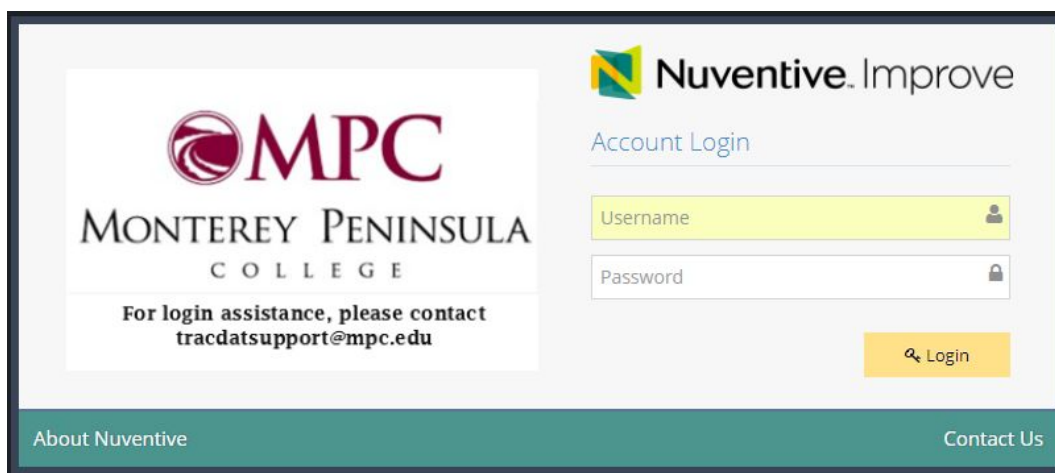 MPC
MONTEREY PENINSULA
COLLEGE
For login assistance, please contact
tracdatsupport@mpc.edu
Nuventive™ Improve
Account Login
Username
Password
Login
About Nuventive
Contact Us